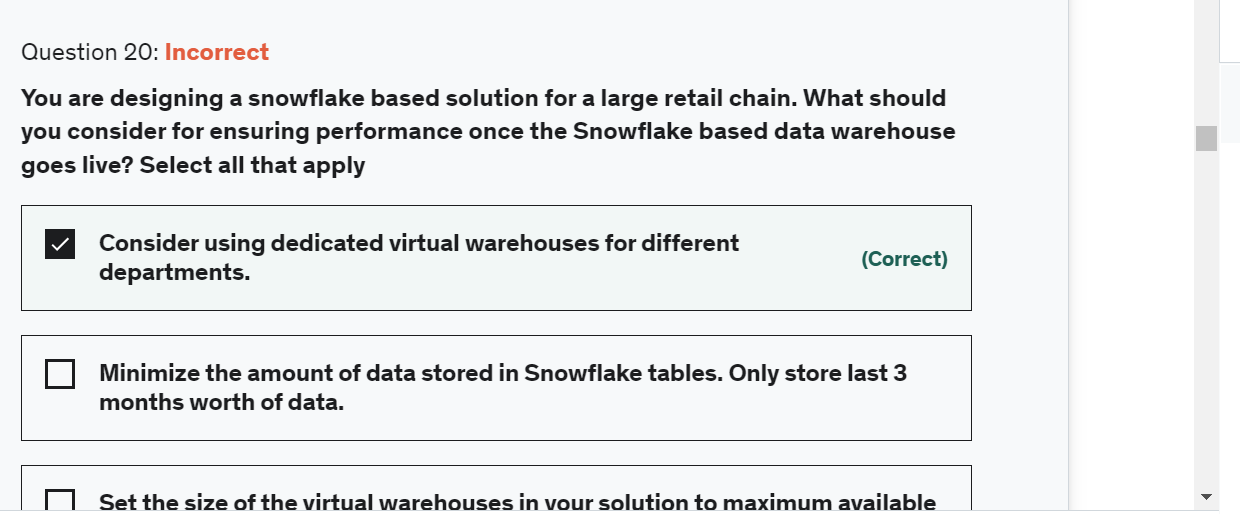 Question 20: Incorrect
You are designing a snowflake based solution for a large retail chain. What should
you consider for ensuring performance once the Snowflake based data warehouse
goes live? Select all that apply
Consider using dedicated virtual warehouses for different
departments.
(Correct)
Minimize the amount of data stored in Snowflake tables. Only store last 3
months worth of data.
Set the size of the virtual warehouses in your solution to maximum available